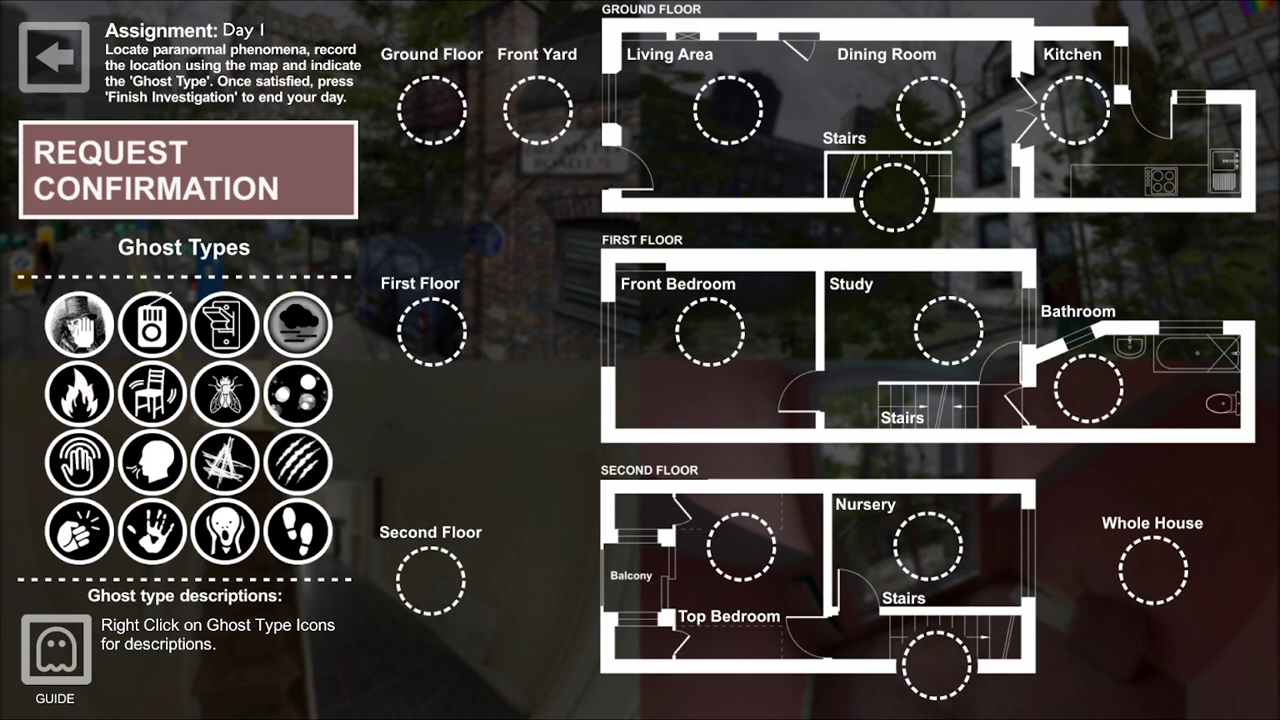 Assignment: Day 1
Locate paranormal phenomena, record
the location using the map and indicate
the 'Ghost Type'. Once satisfied, press
'Finish Investigation' to end your day.
REQUEST
CONFIRMATION
Ghost Types
Ghost type descriptions:
Right Click on Ghost Type Icons
for descriptions.
GUIDE
Ground Floor
Front Yard
First Floor
Second Floor
GROUND FLOOR
Living Area
Dining Room
Kitchen
Stairs
FIRST FLOOR
Front Bedroom
Study
Bathroom
Stairs
SECOND FLOOR
Nursery
Balcony
Stairs
Top Bedroom
Whole House